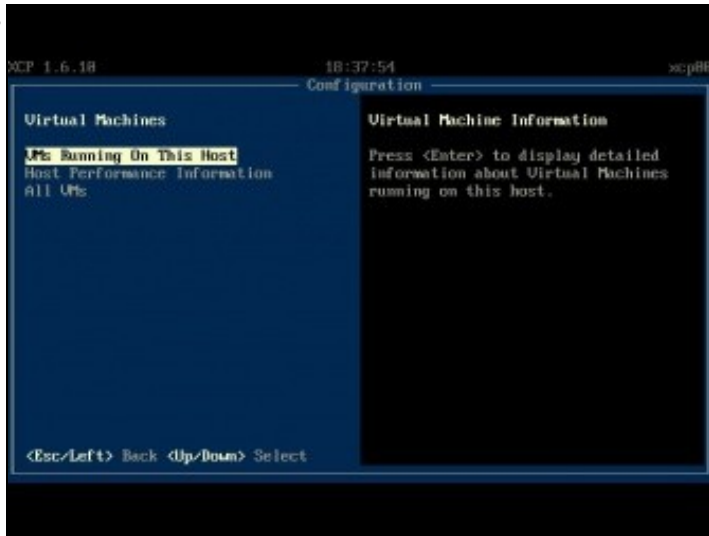 XCP 1.6.10 18:37:54
Configuration
Virtual Machines
VMs Running On This Host
Host Performance Information
All VMs
<Esc/Left> Back <Up/Down> Select
Virtual Machine Information
Press <Enter> to display detailed
information about Virtual Machines
running on this host.